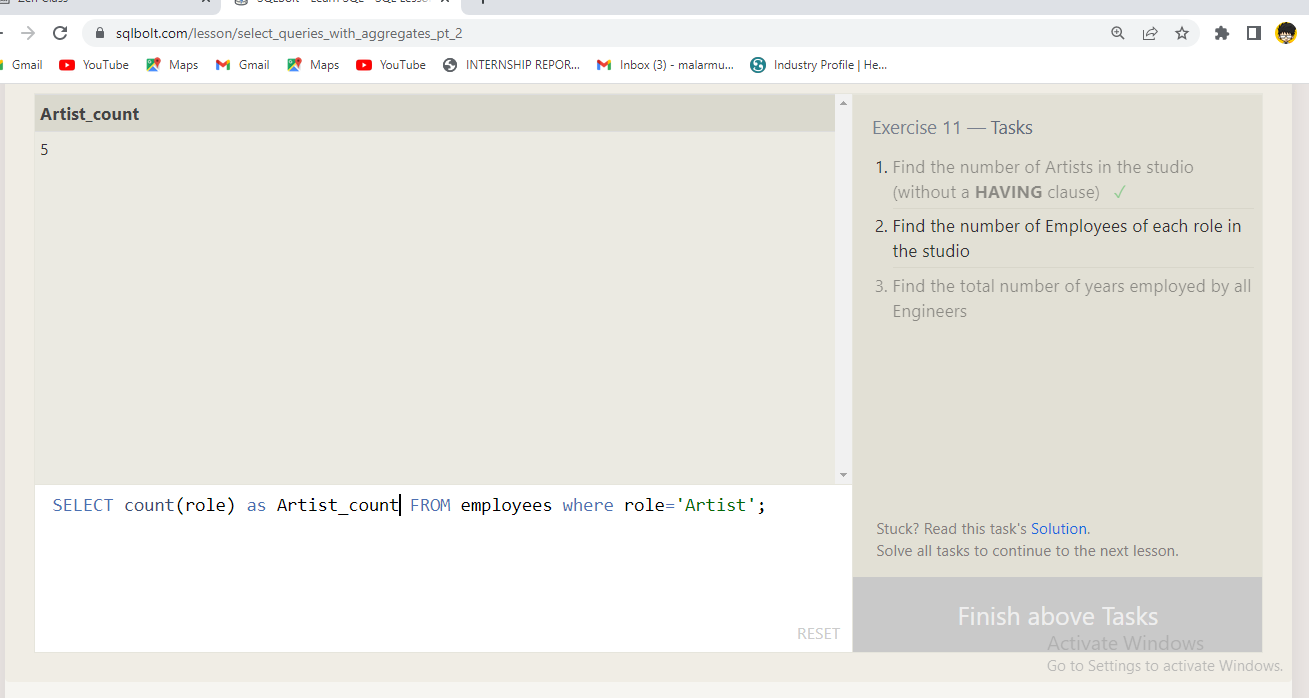 sqlbolt.com/lesson/select_queries_with_aggregates_pt_2
Gmail YouTube Maps Gmail Maps YouTube INTERNSHIP REPOR... Inbox (3) - malarmu... Industry Profile | He...
Artist_count
5
Exercise 11 — Tasks
1. Find the number of Artists in the studio
(without a HAVING clause) ✓
2. Find the number of Employees of each role in
the studio
3. Find the total number of years employed by all
Engineers
SELECT count(role) as Artist_count FROM employees where role='Artist';
Stuck? Read this task's Solution.
Solve all tasks to continue to the next lesson.
RESET
Finish above Tasks
Activate Windows
Go to Settings to activate Windows.